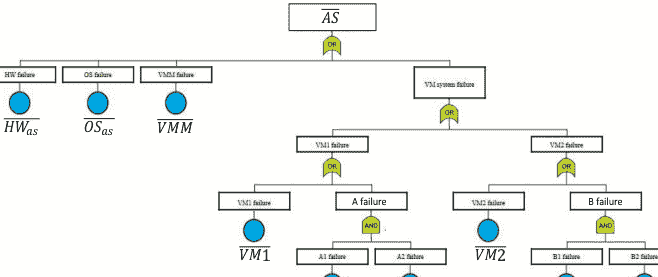 AS
OR
HW failure
OS failure
VMM failure
VM system failure
HWas
OSas
VMM
OR
VM1 failure
VM2 failure
OR
OR
VM1 failure
A failure
VM2 failure
B failure
VM1
AND
VM2
AND
A1 failure
A2 failure
B1 failure
B2 failure